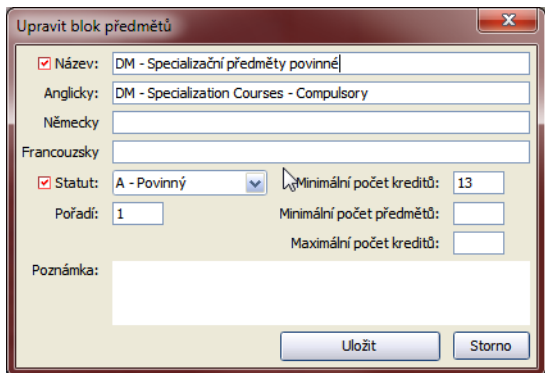 Upravit blok předmětů
Název: DM - Specializační předměty povinné
Anglicky: DM - Specialization Courses - Compulsory
Německy
Francouzsky
Statut: A - Povinný Minimální počet kreditů: 13
Pořadí: 1 Minimální počet předmětů:
Maximální počet kreditů:
Poznámka:
Uložit Storno